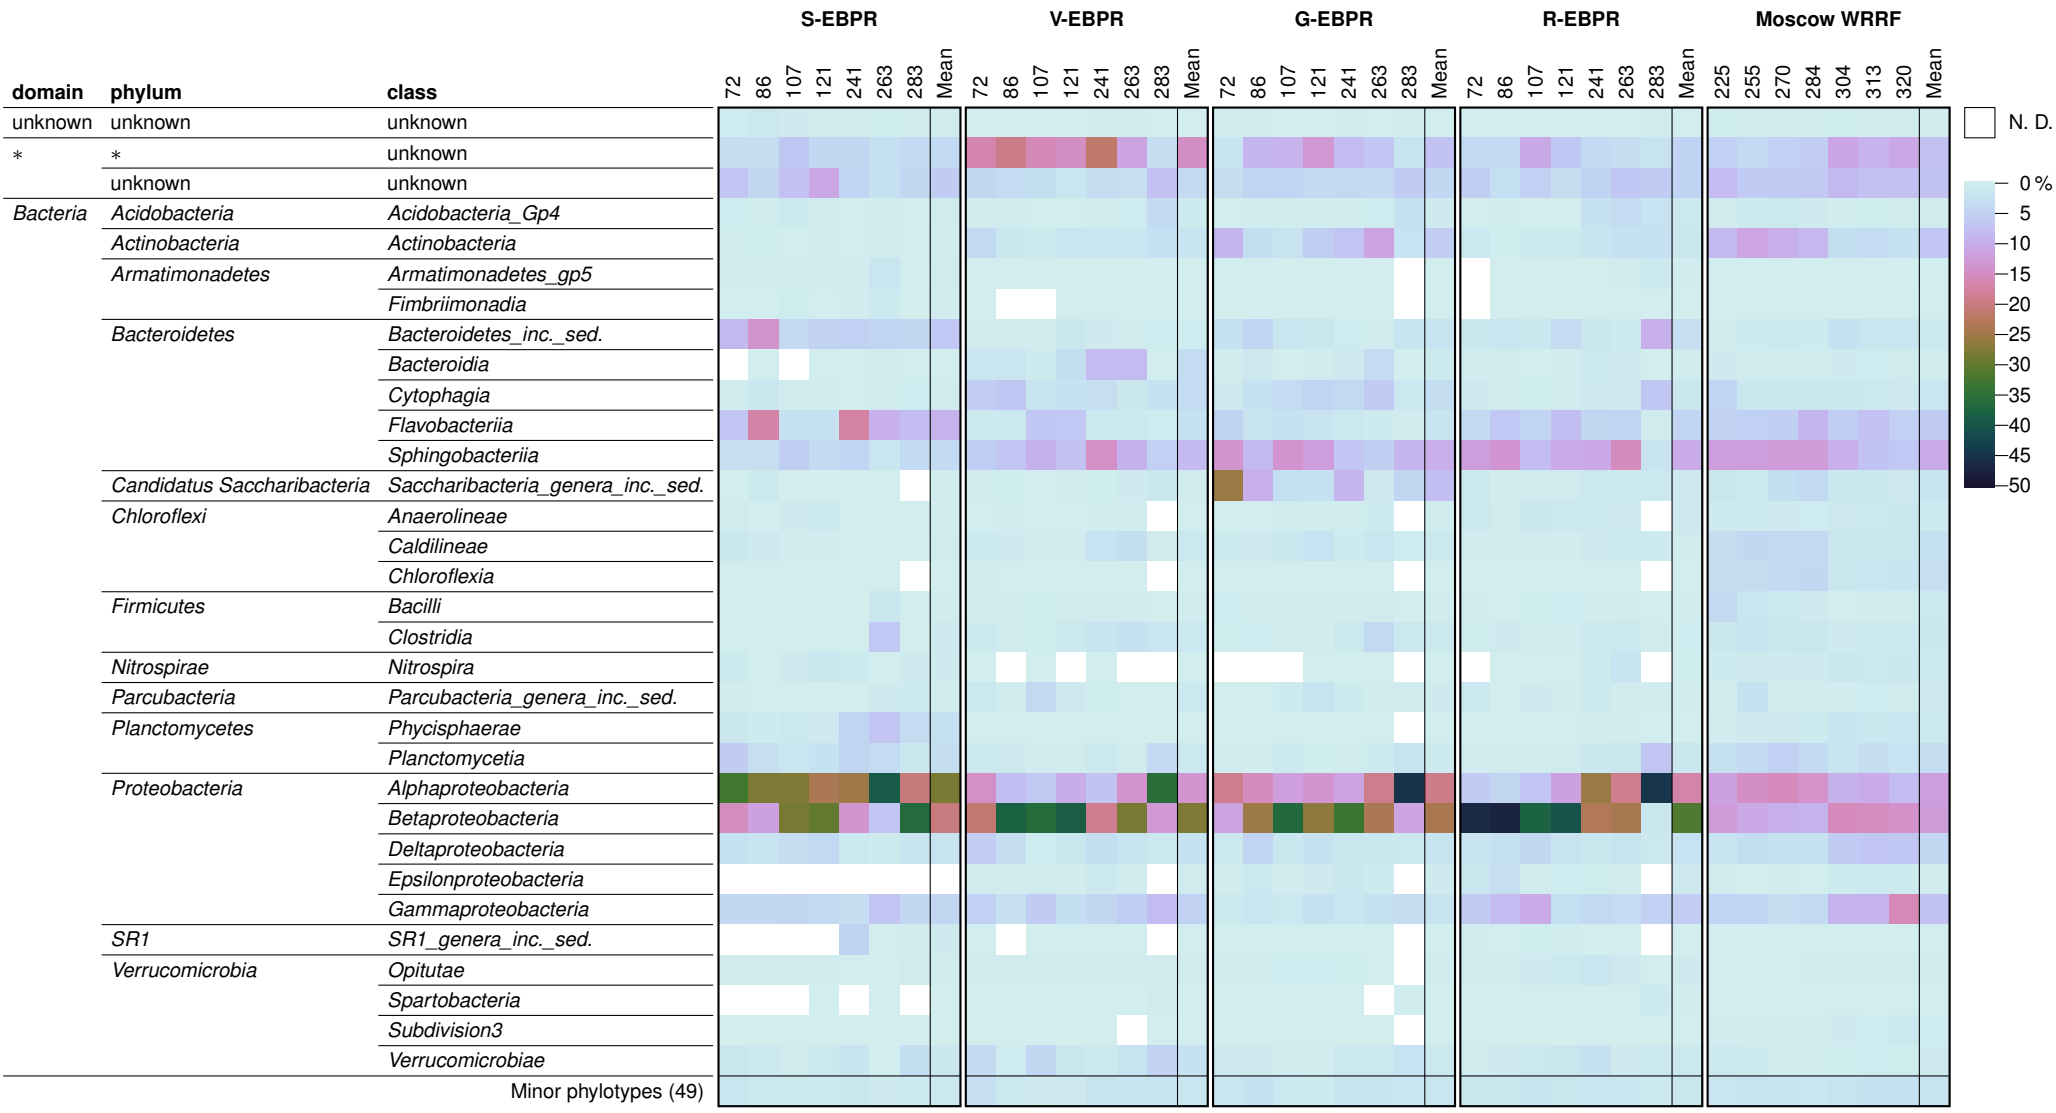 S-EBPR V-EBPR G-EBPR R-EBPR Moscow WRRF
domain phylum class 72 86 107 121 241 263 283 Mean 72 86 107 121 241 263 283 Mean 72 86 107 121 241 263 283 Mean 72 86 107 121 241 263 283 Mean 225 255 270 284 304 313 320 Mean
unknown unknown unknown N. D.
* * unknown
unknown unknown
Bacteria Acidobacteria Acidobacteria_Gp4
Actinobacteria Actinobacteria
Armatimonadetes Armatimonadetes_gp5
Fimbriimonadia
Bacteroidetes Bacteroidetes_inc._sed.
Bacteroidia
Cytophagia
Flavobacteriia
Sphingobacteriia
Candidatus Saccharibacteria Saccharibacteria_genera_inc._sed.
Chloroflexi Anaerolineae
Caldilineae
Chloroflexia
Firmicutes Bacilli
Clostridia
Nitrospirae Nitrospira
Parcubacteria Parcubacteria_genera_inc._sed.
Planctomycetes Phycisphaerae
Planctomycetia
Proteobacteria Alphaproteobacteria
Betaproteobacteria
Deltaproteobacteria
Epsilonproteobacteria
Gammaproteobacteria
SR1 SR1_genera_inc._sed.
Verrucomicrobia Opitutae
Spartobacteria
Subdivision3
Verrucomicrobiae
Minor phylotypes (49)
0 %
5
10
15
20
25
30
35
40
45
50